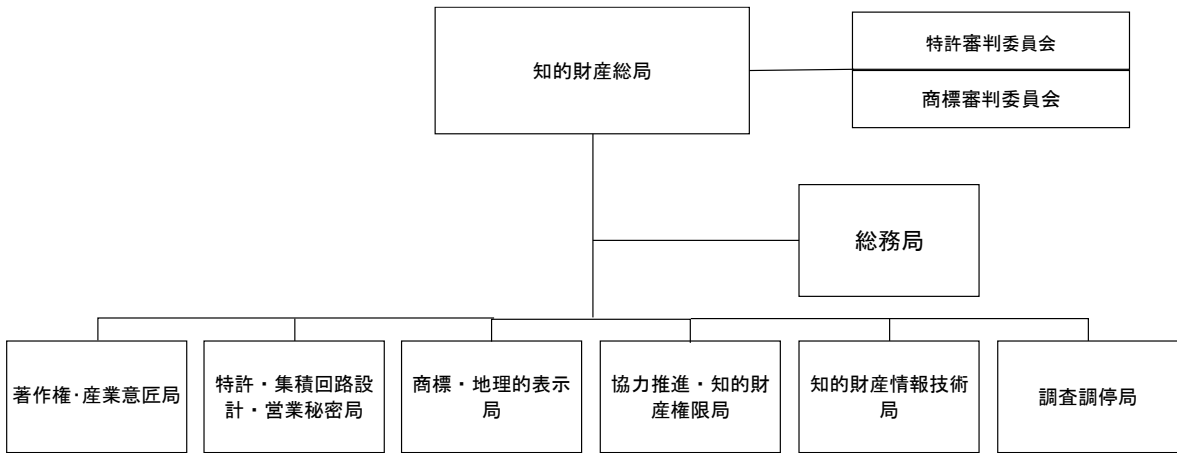 知的財産総局
特許審判委員会
商標審判委員会
総務局
著作権･産業意匠局
特許・集積回路設
計・営業秘密局
商標・地理的表示
局
協力推進・知的財
産権限局
知的財産情報技術
局
調査調停局